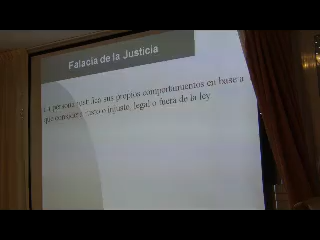 Falacia de la Justicia
La persona justifica sus propios comportamientos en base a
que considera justo o injusto, legal o fuera de la ley